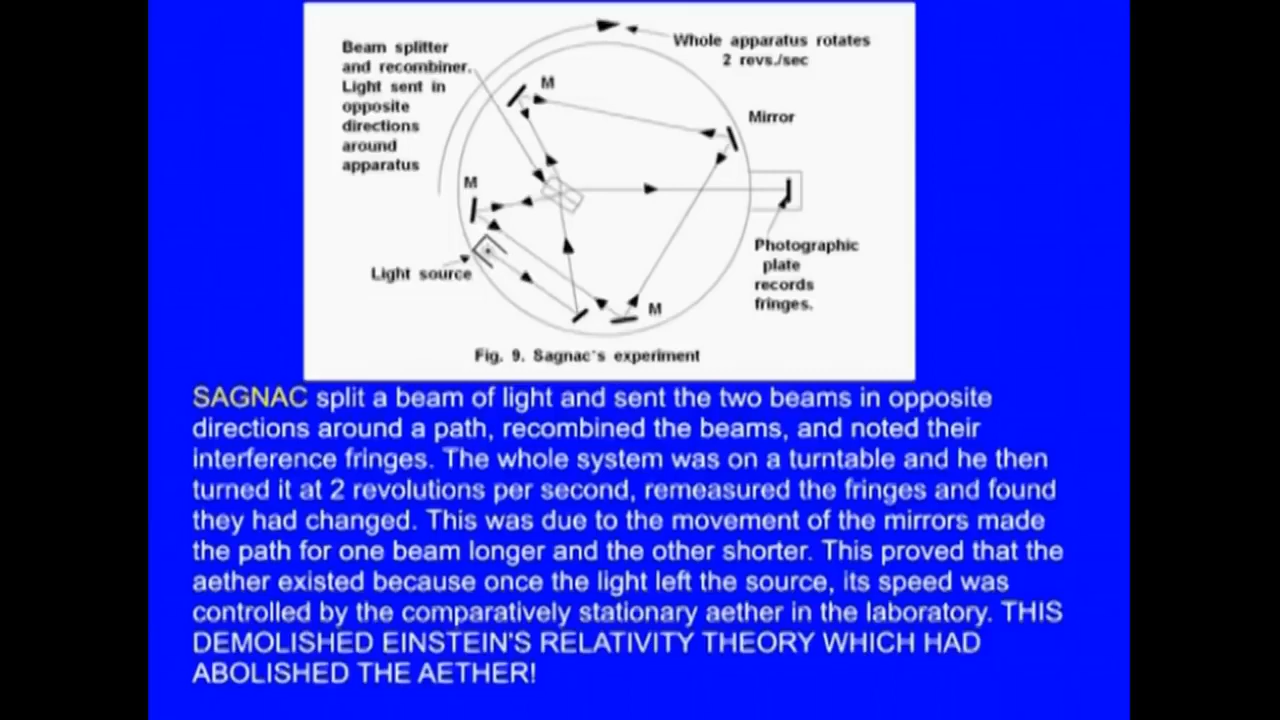 Beam splitter
and recombiner.
Light sent in
opposite
directions
around
apparatus
Whole apparatus rotates
2 revs./sec
M
Mirror
M
Light source
Photographic
plate
records
fringes.
M
Fig. 9. Sagnac's experiment
SAGNAC split a beam of light and sent the two beams in opposite
directions around a path, recombined the beams, and noted their
interference fringes. The whole system was on a turntable and he then
turned it at 2 revolutions per second, remeasured the fringes and found
they had changed. This was due to the movement of the mirrors made
the path for one beam longer and the other shorter. This proved that the
aether existed because once the light left the source, its speed was
controlled by the comparatively stationary aether in the laboratory. THIS
DEMOLISHED EINSTEIN'S RELATIVITY THEORY WHICH HAD
ABOLISHED THE AETHER!